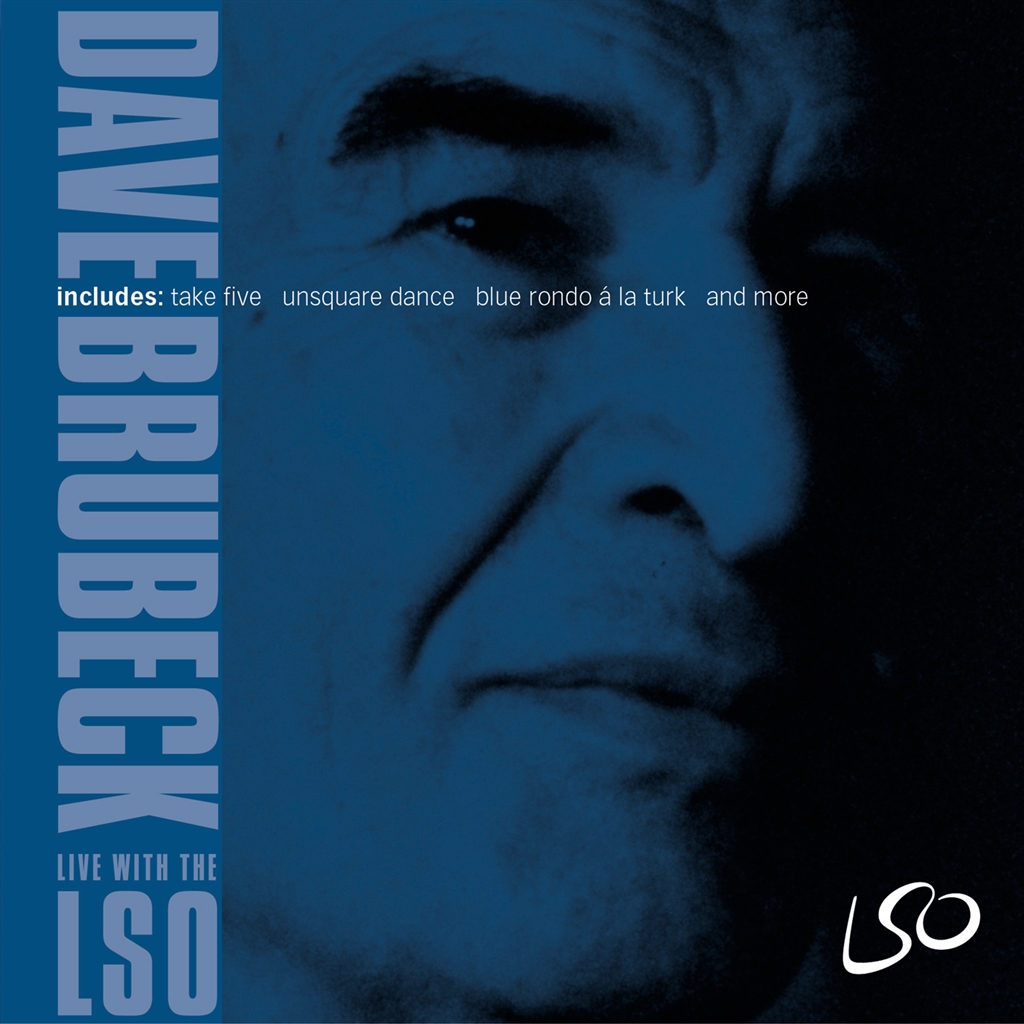 DAVE BRUBECK
includes: take five unsquare dance blue rondo á la turk and more
LIVE WITH THE
LSO
LSO